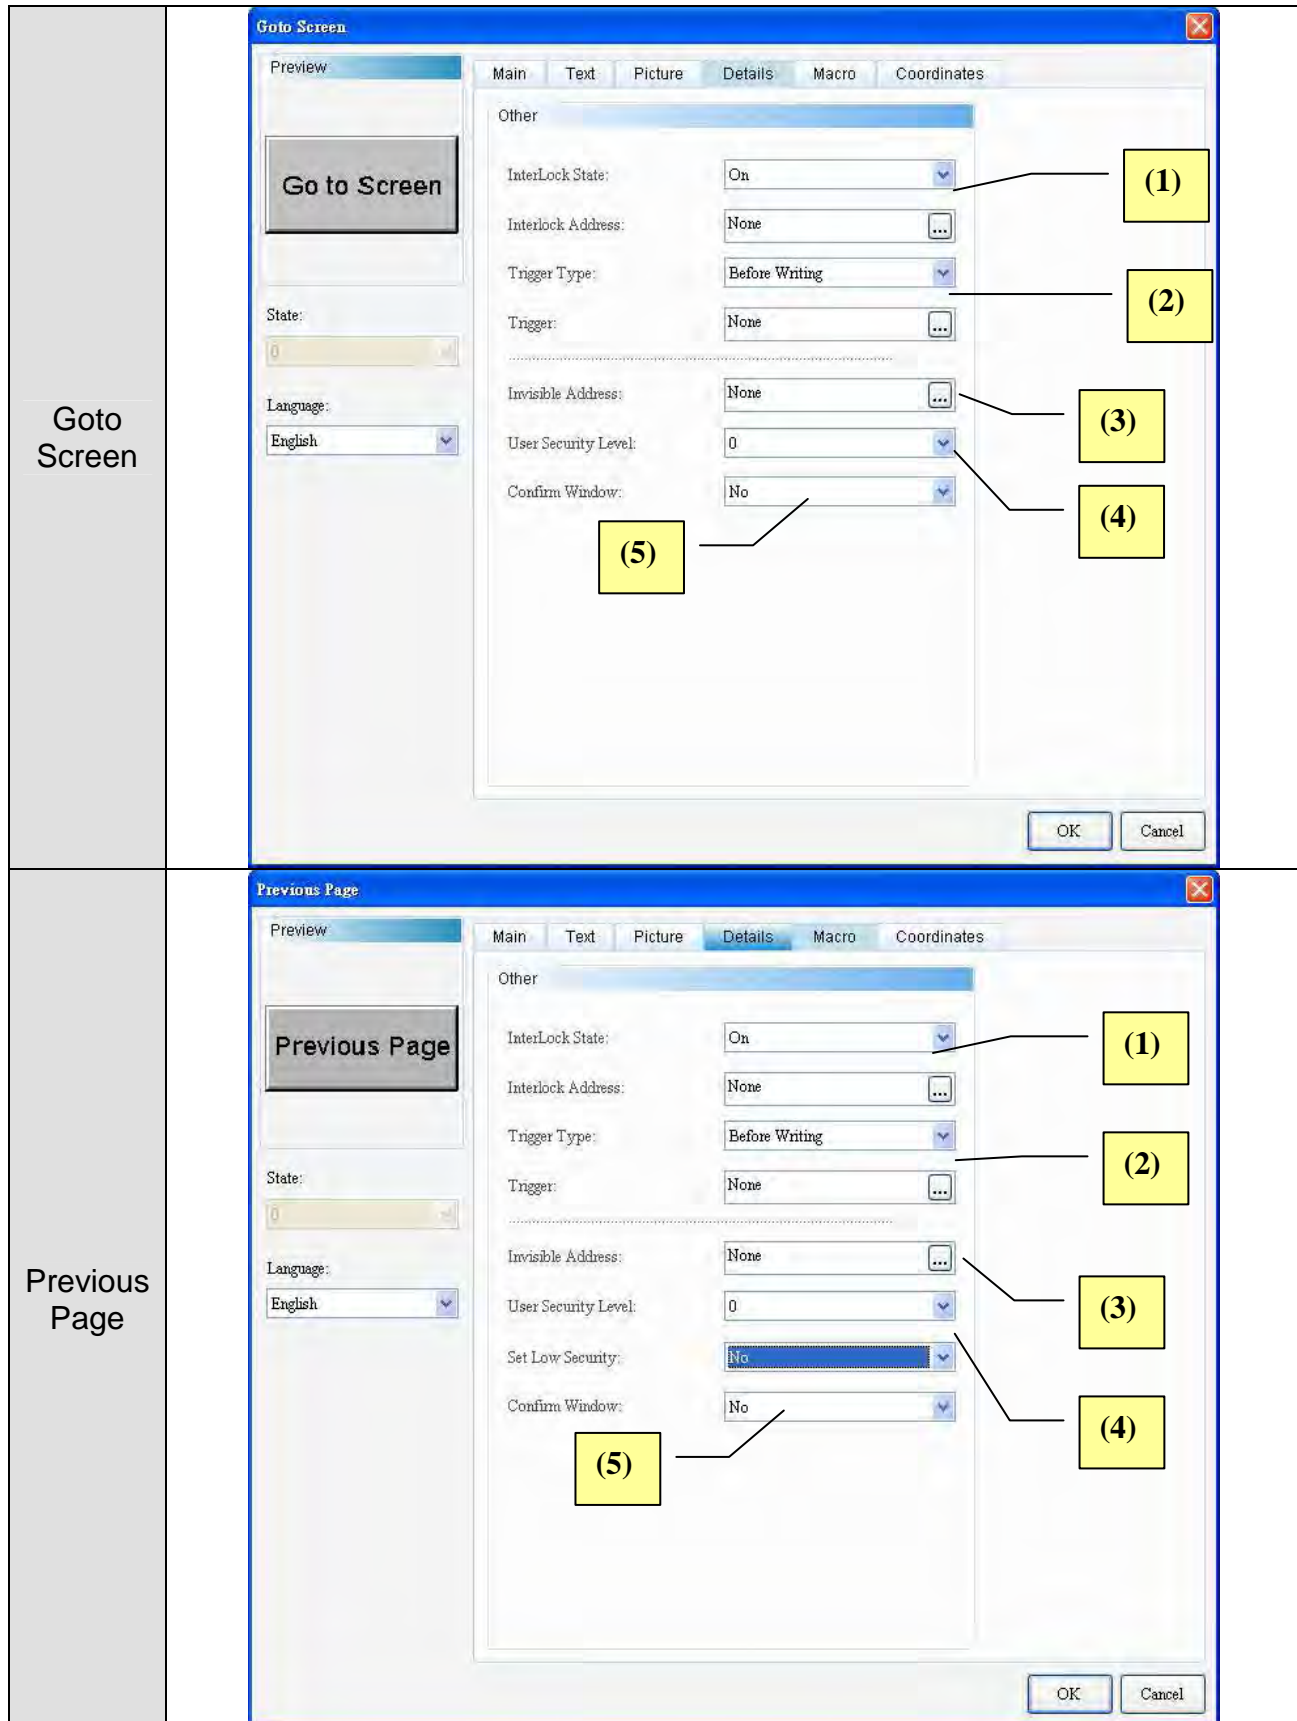 Goto Screen
Preview
Main Text Picture Details Macro Coordinates
Other
Go to Screen
InterLock State: On
(1)
Interlock Address: None ...
Trigger Type: Before Writing
(2)
State:
Trigger: None ...
0
Invisible Address: None ...
(3)
Language:
English
User Security Level: 0
Confirm Window: No
(4)
(5)
Goto
Screen
OK Cancel
Previous Page
Preview
Main Text Picture Details Macro Coordinates
Other
Previous Page
InterLock State: On
(1)
Interlock Address: None ...
Trigger Type: Before Writing
(2)
State:
Trigger: None ...
0
Invisible Address: None ...
Language:
English
User Security Level: 0
(3)
Set Low Security: No
Confirm Window: No
(4)
(5)
Previous
Page
OK Cancel